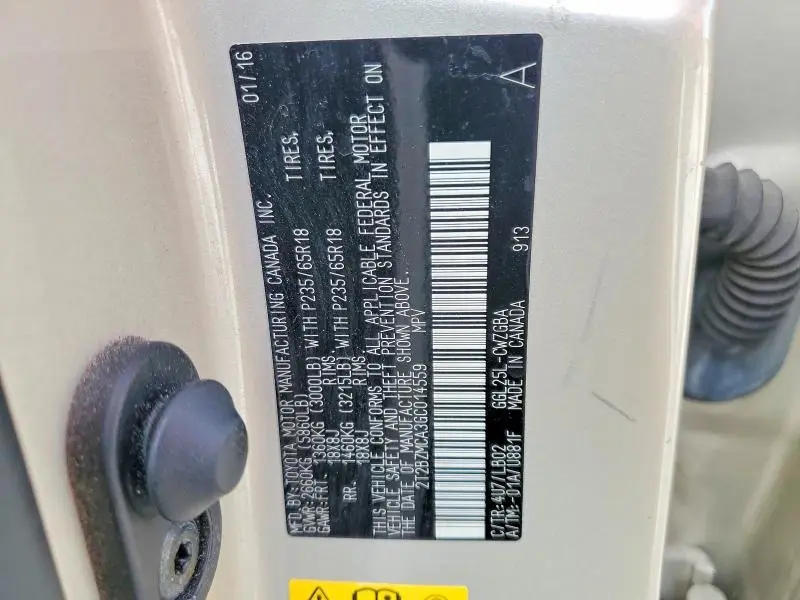 MFD.BY:TOYOTA MOTOR MANUFACTURING CANADA INC. 01/16
GVWR:2660KG (5860LB)
GAWR:FRT. 1360KG (3000LB) WITH P235/65R18 TIRES.
18X8J RIMS
RR. 1460KG (3215LB) WITH P235/65R18 TIRES.
18X8J RIMS
THIS VEHICLE CONFORMS TO ALL APPLICABLE FEDERAL MOTOR
VEHICLE SAFETY AND THEFT PREVENTION STANDARDS IN EFFECT ON
THE DATE OF MANUFACTURE SHOWN ABOVE.
2T2BZMCA3GC014559 MPV
C/TR:4U7/LB02 GGL25L-CWZGBA
A/TM:-01A/U881F MADE IN CANADA 913
A